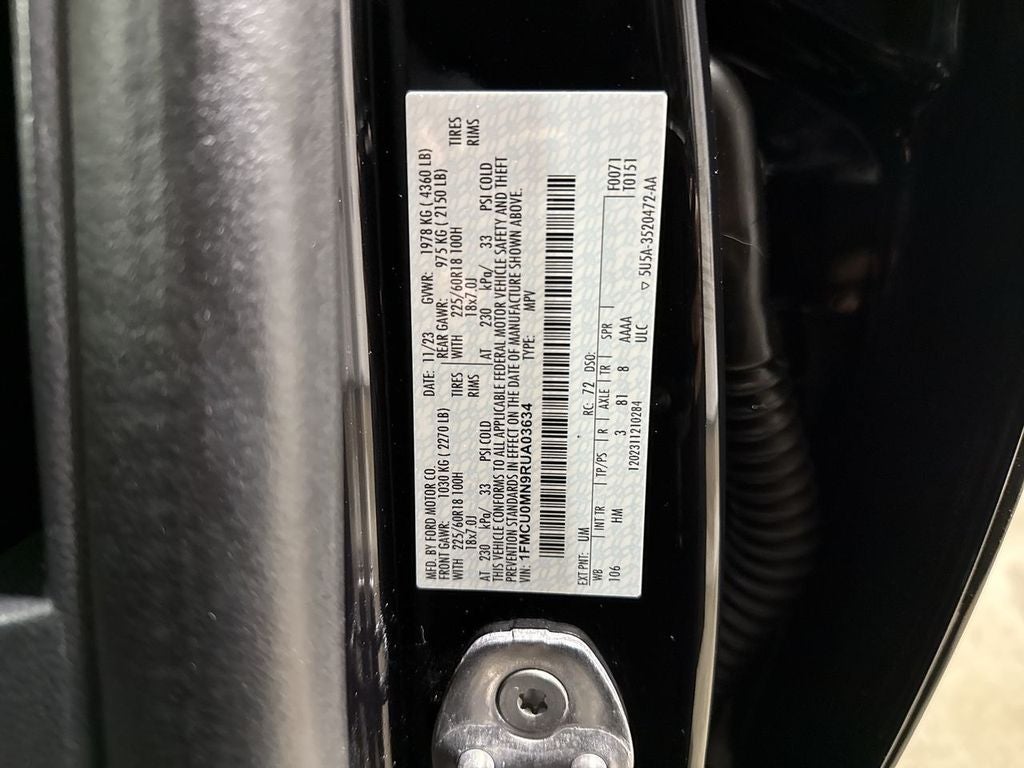 MFD. BY FORD MOTOR CO.
DATE: 11/23 GVWR: 1978 KG ( 4360 LB)
FRONT GAWR: 1030 KG ( 2270 LB)
REAR GAWR: 975 KG ( 2150 LB)
WITH 225/60R18 100H TIRES
WITH 225/60R18 100H TIRES
18x7.0J RIMS
18x7.0J RIMS
AT 230 kPa/ 33 PSI COLD
AT 230 kPa/ 33 PSI COLD
THIS VEHICLE CONFORMS TO ALL APPLICABLE FEDERAL MOTOR VEHICLE SAFETY AND THEFT
PREVENTION STANDARDS IN EFFECT ON THE DATE OF MANUFACTURE SHOWN ABOVE.
VIN: 1FMCU0MN9RUA03634 TYPE: MPV
EXT PNT: UM RC: 72 DSO: F0071
T0151
WB INT TR TP/PS R AXLE TR SPR
106 HM 3 81 8 AAAA
ULC
1202311210284
▽ 5U5A-3520472-AA